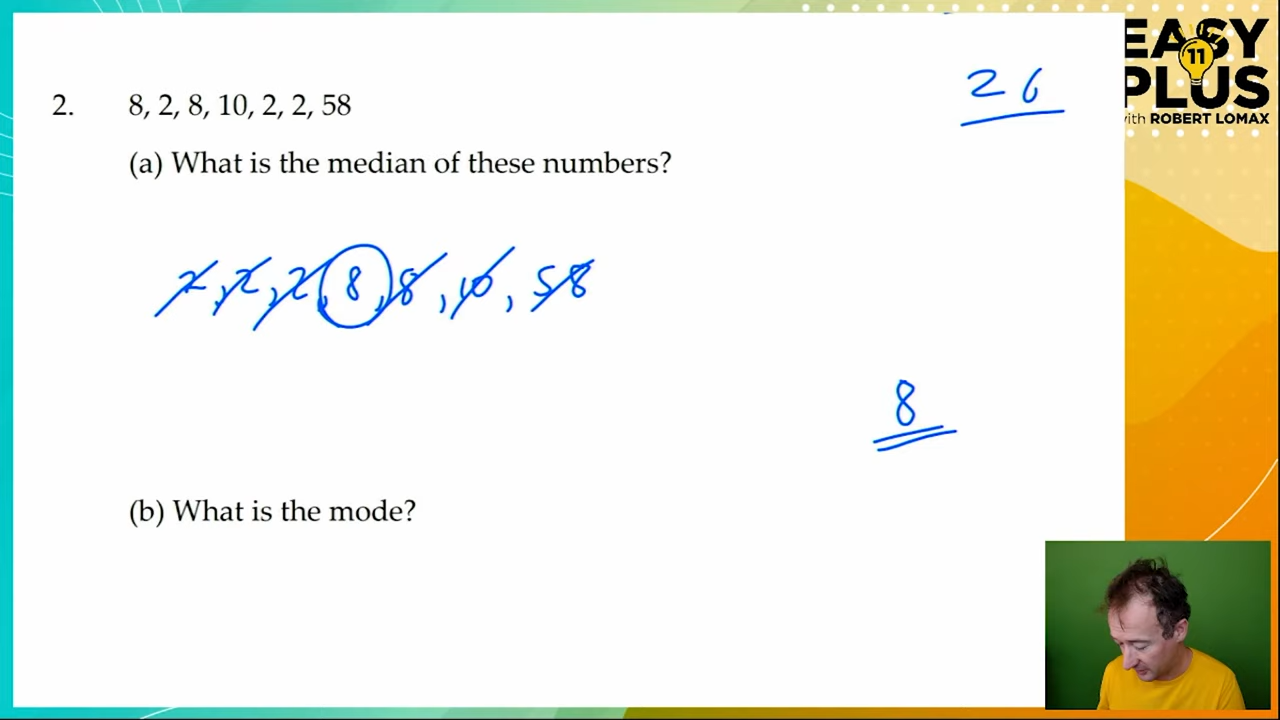 EASY
11
PLUS
with ROBERT LOMAX
26
2. 8, 2, 8, 10, 2, 2, 58
(a) What is the median of these numbers?
2, 2, 2, 8, 8, 10, 58
8
(b) What is the mode?